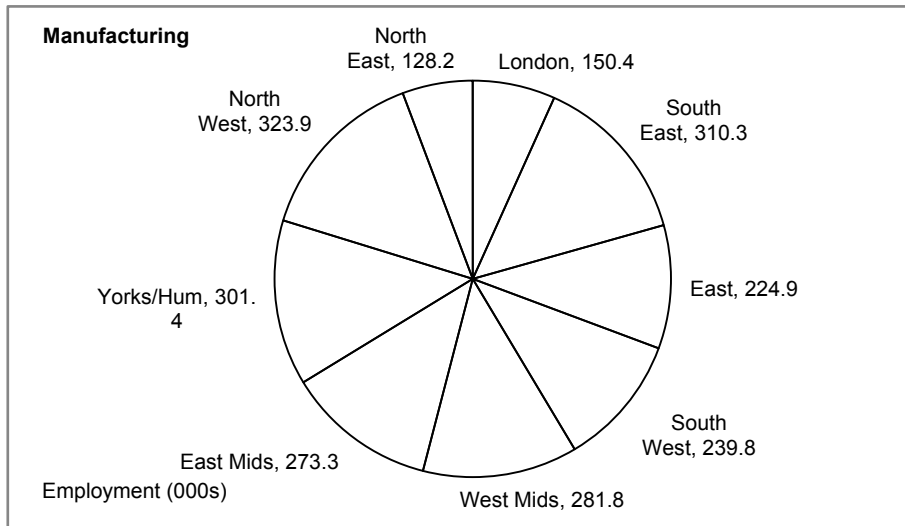 Manufacturing
North
East, 128.2
London, 150.4
North
West, 323.9
South
East, 310.3
Yorks/Hum, 301.
4
East, 224.9
South
West, 239.8
East Mids, 273.3
West Mids, 281.8
Employment (000s)